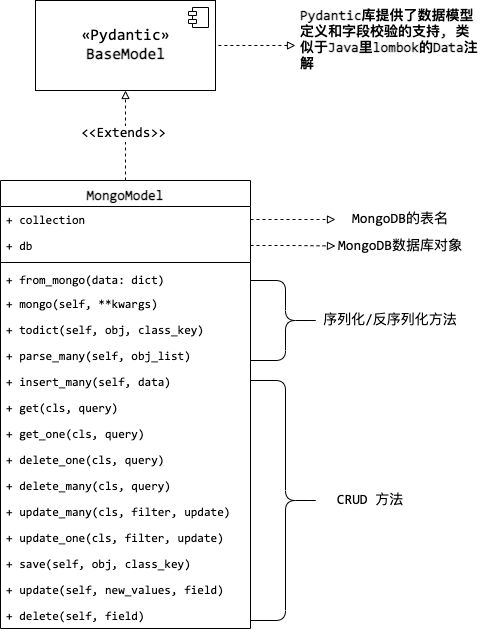 «Pydantic»
BaseModel
Pydantic库提供了数据模型
定义和字段校验的支持, 类
似于Java里lombok的Data注
解
<<Extends>>
MongoModel
+ collection
MongoDB的表名
+ db
MongoDB数据库对象
+ from_mongo(data: dict)
+ mongo(self, **kwargs)
+ todict(self, obj, class_key)
+ parse_many(self, obj_list)
序列化/反序列化方法
+ insert_many(self, data)
+ get(cls, query)
+ get_one(cls, query)
+ delete_one(cls, query)
+ delete_many(cls, query)
+ update_many(cls, filter, update)
+ update_one(cls, filter, update)
+ save(self, obj, class_key)
+ update(self, new_values, field)
+ delete(self, field)
CRUD 方法